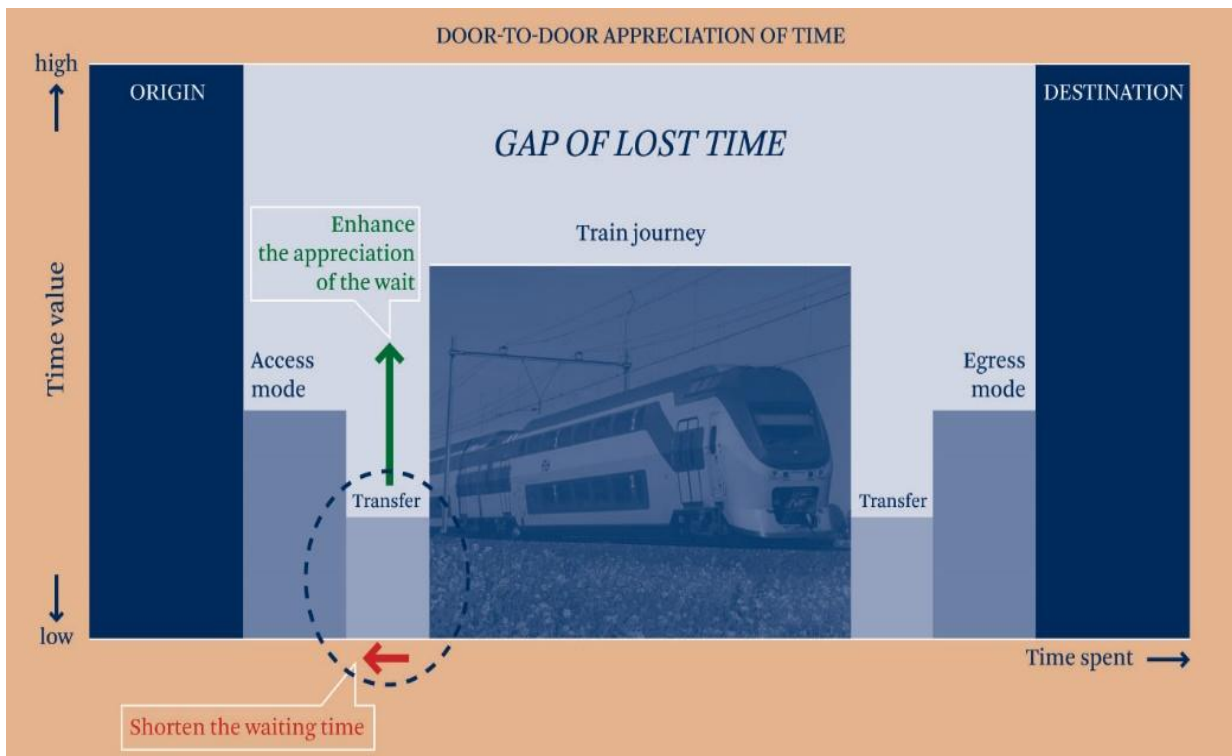 DOOR-TO-DOOR APPRECIATION OF TIME
high
ORIGIN
DESTINATION
GAP OF LOST TIME
Enhance
the appreciation
of the wait
Train journey
Time value
Access
mode
Egress
mode
Transfer
Transfer
low
Time spent
Shorten the waiting time